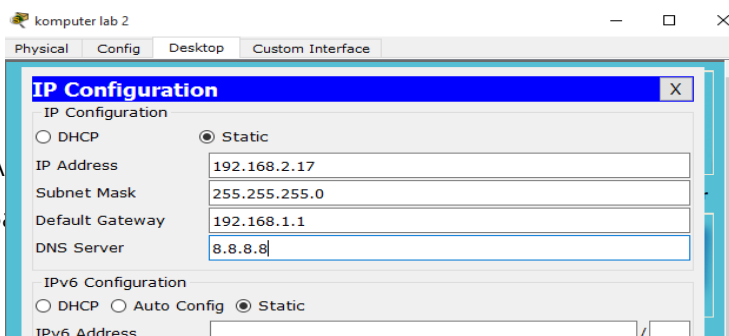 komputer lab 2
Physical Config Desktop Custom Interface
IP Configuration X
IP Configuration
DHCP Static
IP Address 192.168.2.17
Subnet Mask 255.255.255.0
Default Gateway 192.168.1.1
DNS Server 8.8.8.8
IPv6 Configuration
DHCP Auto Config Static
IPv6 Address /